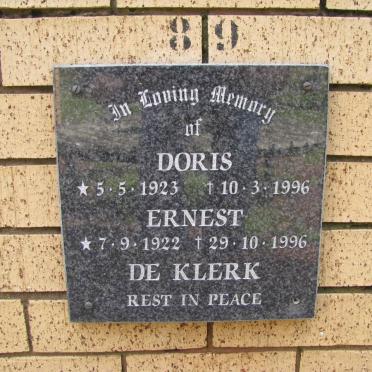 89
In Loving Memory
of
DORIS
★ 5·5·1923 † 10·3·1996
ERNEST
★ 7·9·1922 † 29·10·1996
DE KLERK
REST IN PEACE